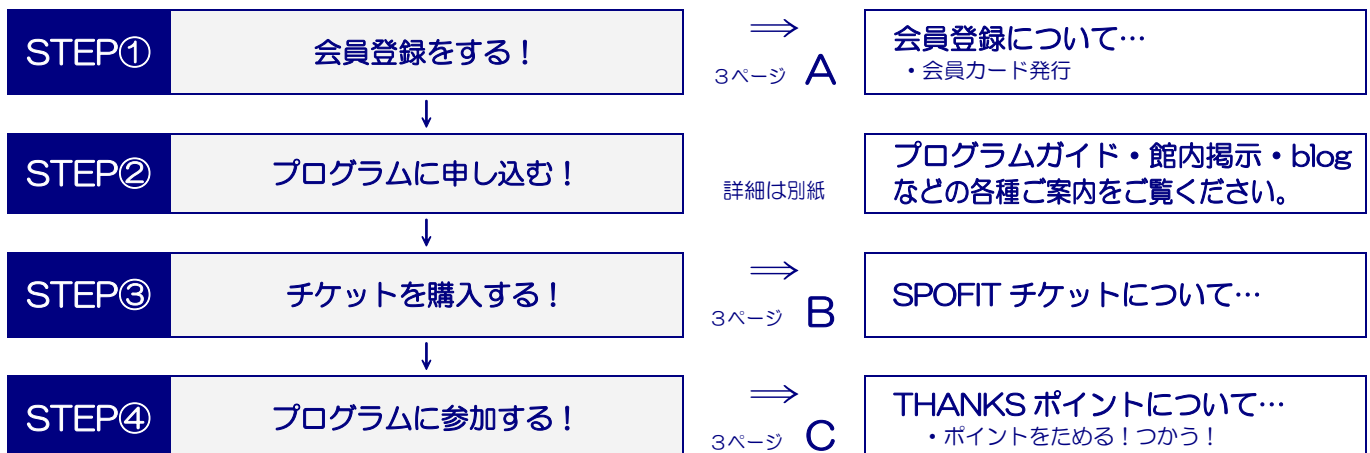 STEP① 会員登録をする！ ⇒ 会員登録について…
3ページ A ・会員カード発行
↓
STEP② プログラムに申し込む！ 詳細は別紙 プログラムガイド・館内掲示・blog
などの各種ご案内をご覧ください。
↓
STEP③ チケットを購入する！ ⇒ SPOFIT チケットについて…
3ページ B
↓
STEP④ プログラムに参加する！ ⇒ THANKS ポイントについて…
3ページ C ・ポイントをためる！つかう！